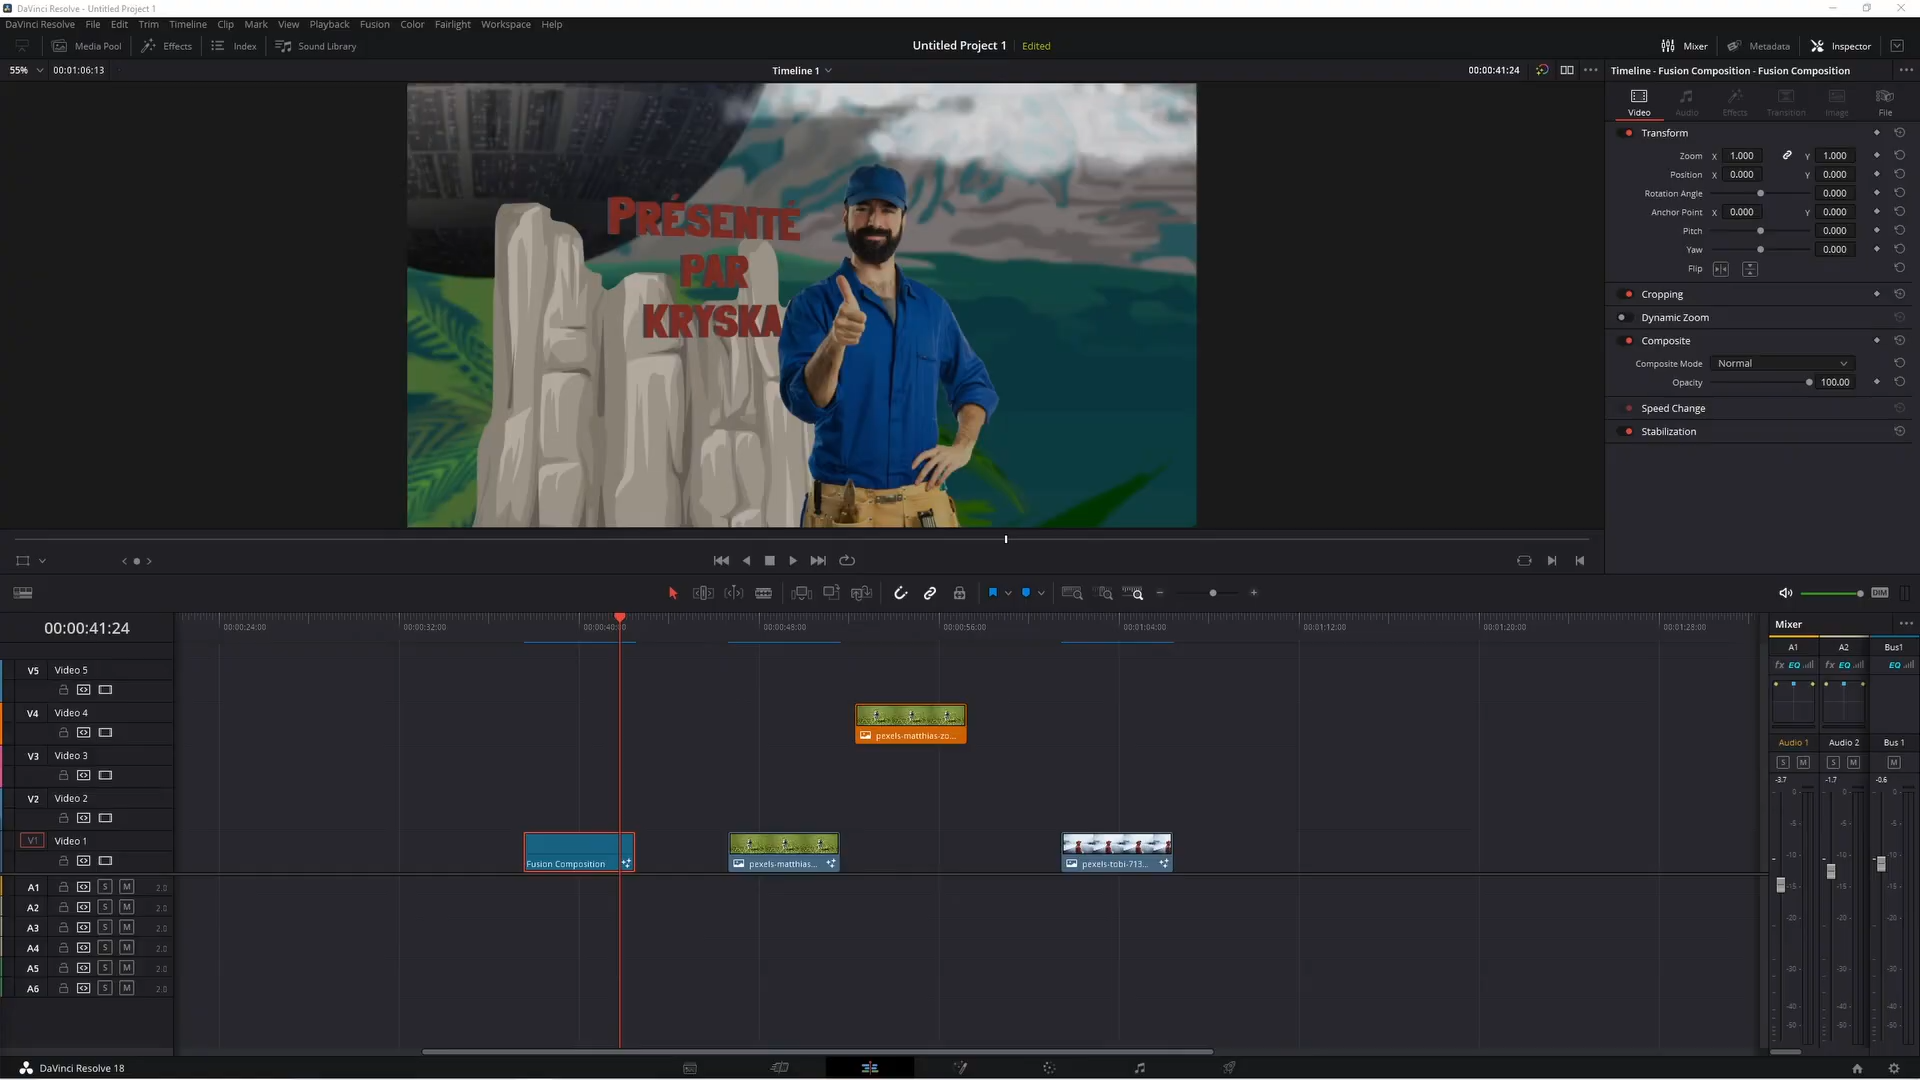 DaVinci Resolve - Untitled Project 1
DaVinci Resolve File Edit Trim Timeline Clip Mark View Playback Fusion Color Fairlight Workspace Help
Media Pool Effects Index Sound Library Untitled Project 1 Edited Mixer Metadata Inspector
55% 00:01:06:13 Timeline 1 00:00:41:24 Timeline - Fusion Composition - Fusion Composition
Video Audio Effects Transition Image File
Transform
Zoom X 1.000 Y 1.000
Position X 0.000 Y 0.000
Rotation Angle 0.000
Anchor Point X 0.000 Y 0.000
Pitch 0.000
Yaw 0.000
Flip
Cropping
Dynamic Zoom
Composite
Composite Mode Normal
Opacity 100.00
Speed Change
Stabilization
PRÉSENTÉ
PAR
KRYSKA
DIM
00:00:41:24
00:00:24:00 00:00:32:00 00:00:40:00 00:00:48:00 00:00:56:00 00:01:04:00 00:01:12:00 00:01:20:00 00:01:28:00
V5 Video 5
V4 Video 4
pexels-matthias-zo...
V3 Video 3
V2 Video 2
V1 Video 1
Fusion Composition pexels-matthias... pexels-tobi-713...
A1 S M 2.0
A2 S M 2.0
A3 S M 2.0
A4 S M 2.0
A5 S M 2.0
A6 S M 2.0
Mixer
A1 A2 Bus1
fx EQ fx EQ EQ
Audio 1 Audio 2 Bus 1
S M S M M
-3.7 -1.7 -0.6
DaVinci Resolve 18